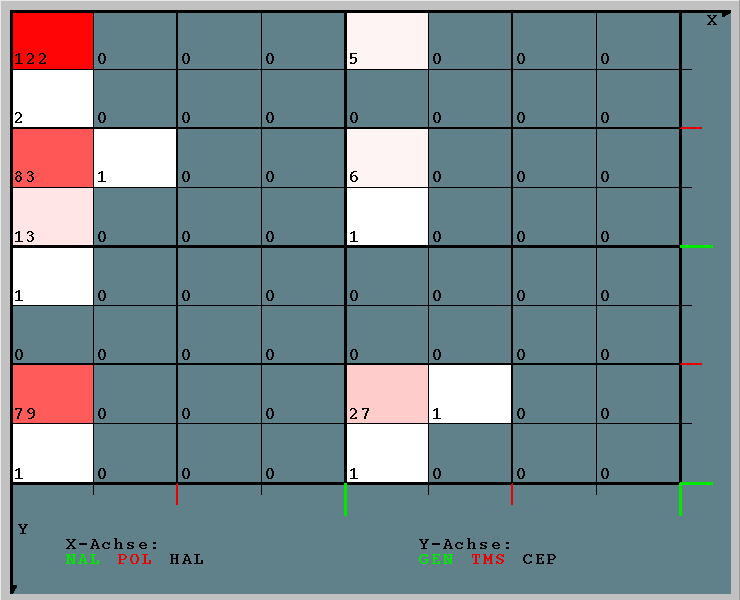 X
122 0 0 0 5 0 0 0
2 0 0 0 0 0 0 0
83 1 0 0 6 0 0 0
13 0 0 0 1 0 0 0
1 0 0 0 0 0 0 0
0 0 0 0 0 0 0 0
79 0 0 0 27 1 0 0
1 0 0 0 1 0 0 0
Y
X-Achse: Y-Achse:
NAL POL HAL GEN TMS CEP